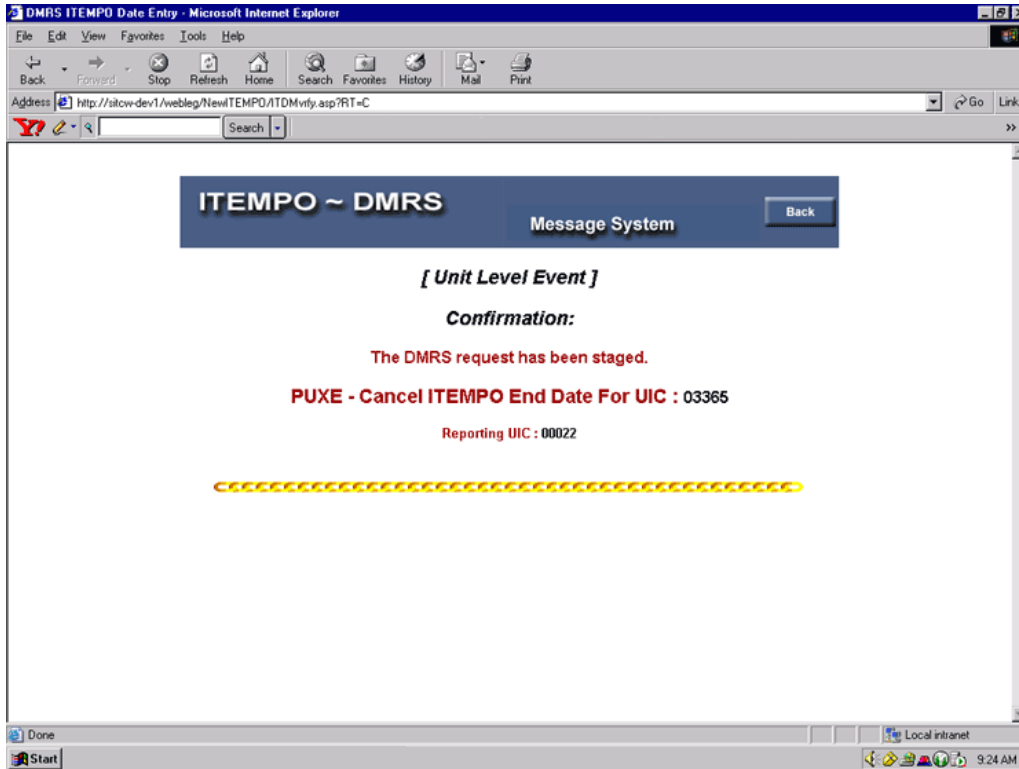 DMRS ITEMPO Date Entry - Microsoft Internet Explorer
File Edit View Favorites Tools Help
Back Forward Stop Refresh Home Search Favorites History Mail Print
Address http://sitcw-dev1/webleg/NewITEMPO/ITDMvrfy.asp?RT=C Go Link
Y! Search »
ITEMPO ~ DMRS
Message System
Back
[ Unit Level Event ]
Confirmation:
The DMRS request has been staged.
PUXE - Cancel ITEMPO End Date For UIC : 03365
Reporting UIC : 00022
Done Local intranet
Start 9:24 AM